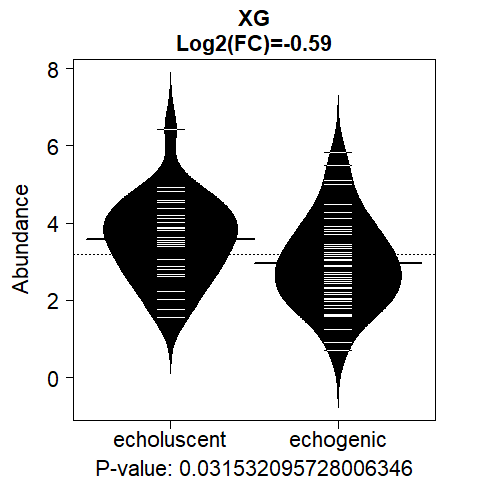 XG
Log2(FC)=-0.59
Abundance
8
6
4
2
0
echoluscent echogenic
P-value: 0.031532095728006346